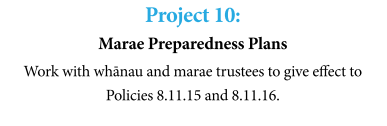 Project 10:
Marae Preparedness Plans
Work with whānau and marae trustees to give effect to
Policies 8.11.15 and 8.11.16.